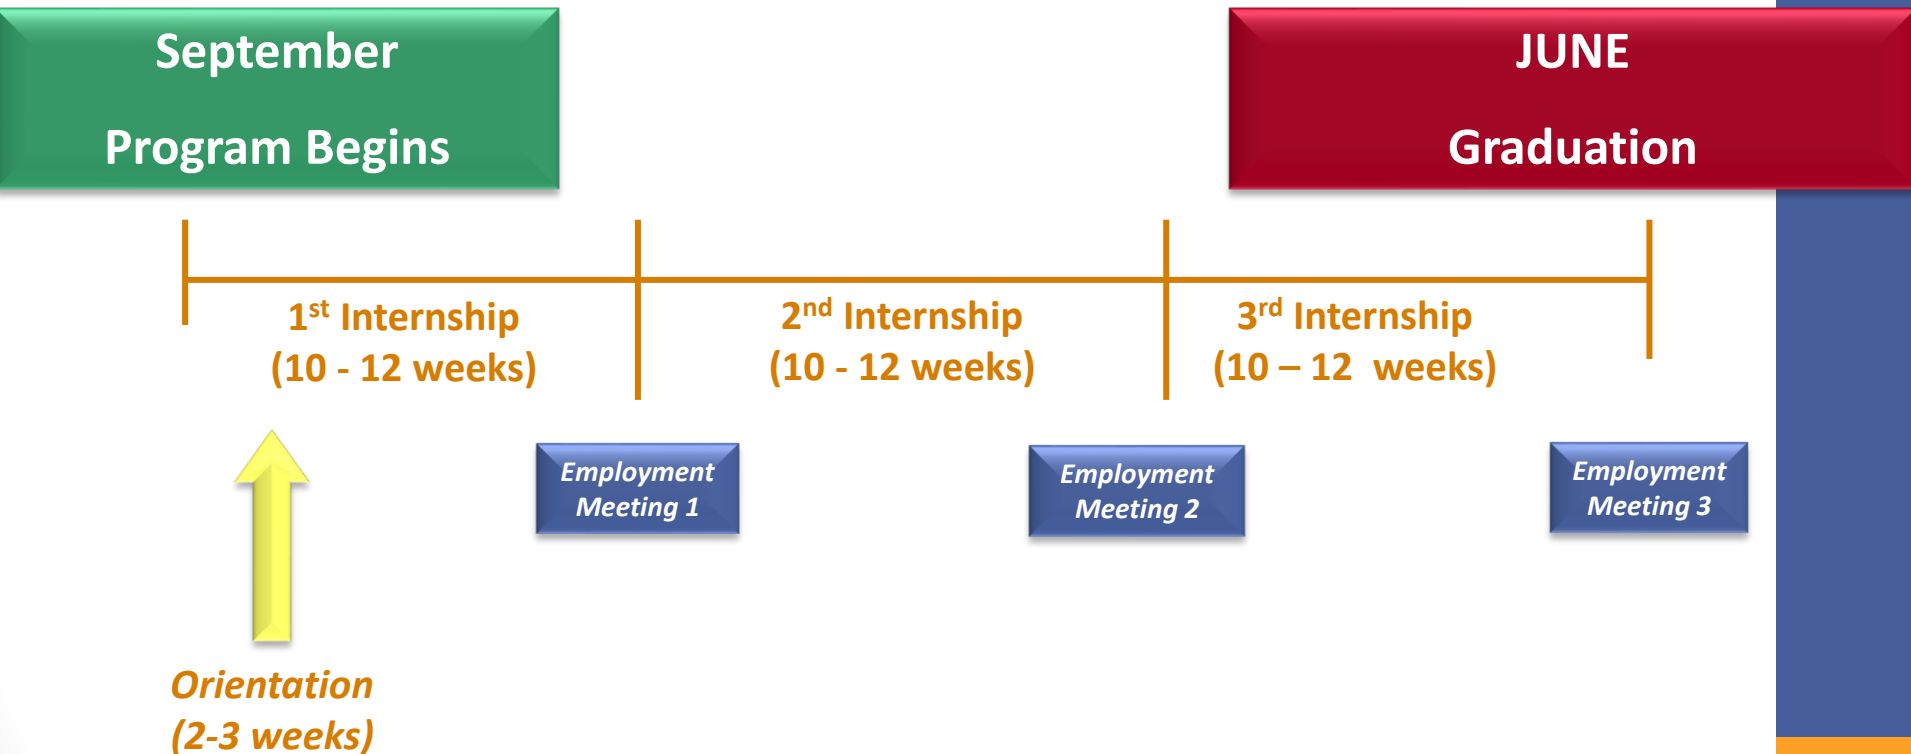 September
Program Begins
JUNE
Graduation
1st Internship
(10 - 12 weeks)
2nd Internship
(10 - 12 weeks)
3rd Internship
(10 – 12  weeks)
Employment
Meeting 1
Employment
Meeting 2
Employment
Meeting 3
Orientation
(2-3 weeks)